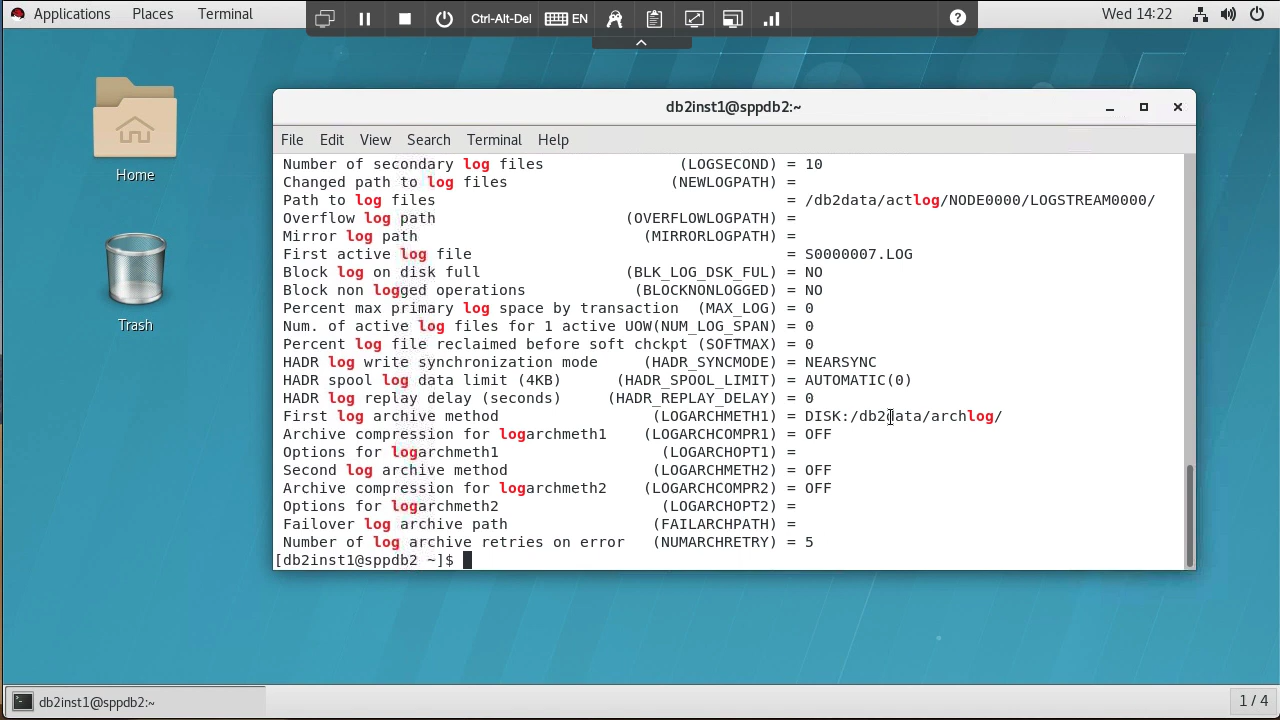 Applications Places Terminal
Ctrl-Alt-Del EN ?
Wed 14:22
Home
Trash
db2inst1@sppdb2:~
File Edit View Search Terminal Help
Number of secondary log files (LOGSECOND) = 10
Changed path to log files (NEWLOGPATH) =
Path to log files = /db2data/actlog/NODE0000/LOGSTREAM0000/
Overflow log path (OVERFLOWLOGPATH) =
Mirror log path (MIRRORLOGPATH) =
First active log file = S0000007.LOG
Block log on disk full (BLK_LOG_DSK_FUL) = NO
Block non logged operations (BLOCKNONLOGGED) = NO
Percent max primary log space by transaction (MAX_LOG) = 0
Num. of active log files for 1 active UOW(NUM_LOG_SPAN) = 0
Percent log file reclaimed before soft chckpt (SOFTMAX) = 0
HADR log write synchronization mode (HADR_SYNCMODE) = NEARSYNC
HADR spool log data limit (4KB) (HADR_SPOOL_LIMIT) = AUTOMATIC(0)
HADR log replay delay (seconds) (HADR_REPLAY_DELAY) = 0
First log archive method (LOGARCHMETH1) = DISK:/db2data/archlog/
Archive compression for logarchmeth1 (LOGARCHCOMPR1) = OFF
Options for logarchmeth1 (LOGARCHOPT1) =
Second log archive method (LOGARCHMETH2) = OFF
Archive compression for logarchmeth2 (LOGARCHCOMPR2) = OFF
Options for logarchmeth2 (LOGARCHOPT2) =
Failover log archive path (FAILARCHPATH) =
Number of log archive retries on error (NUMARCHRETRY) = 5
[db2inst1@sppdb2 ~]$
db2inst1@sppdb2:~
1 / 4